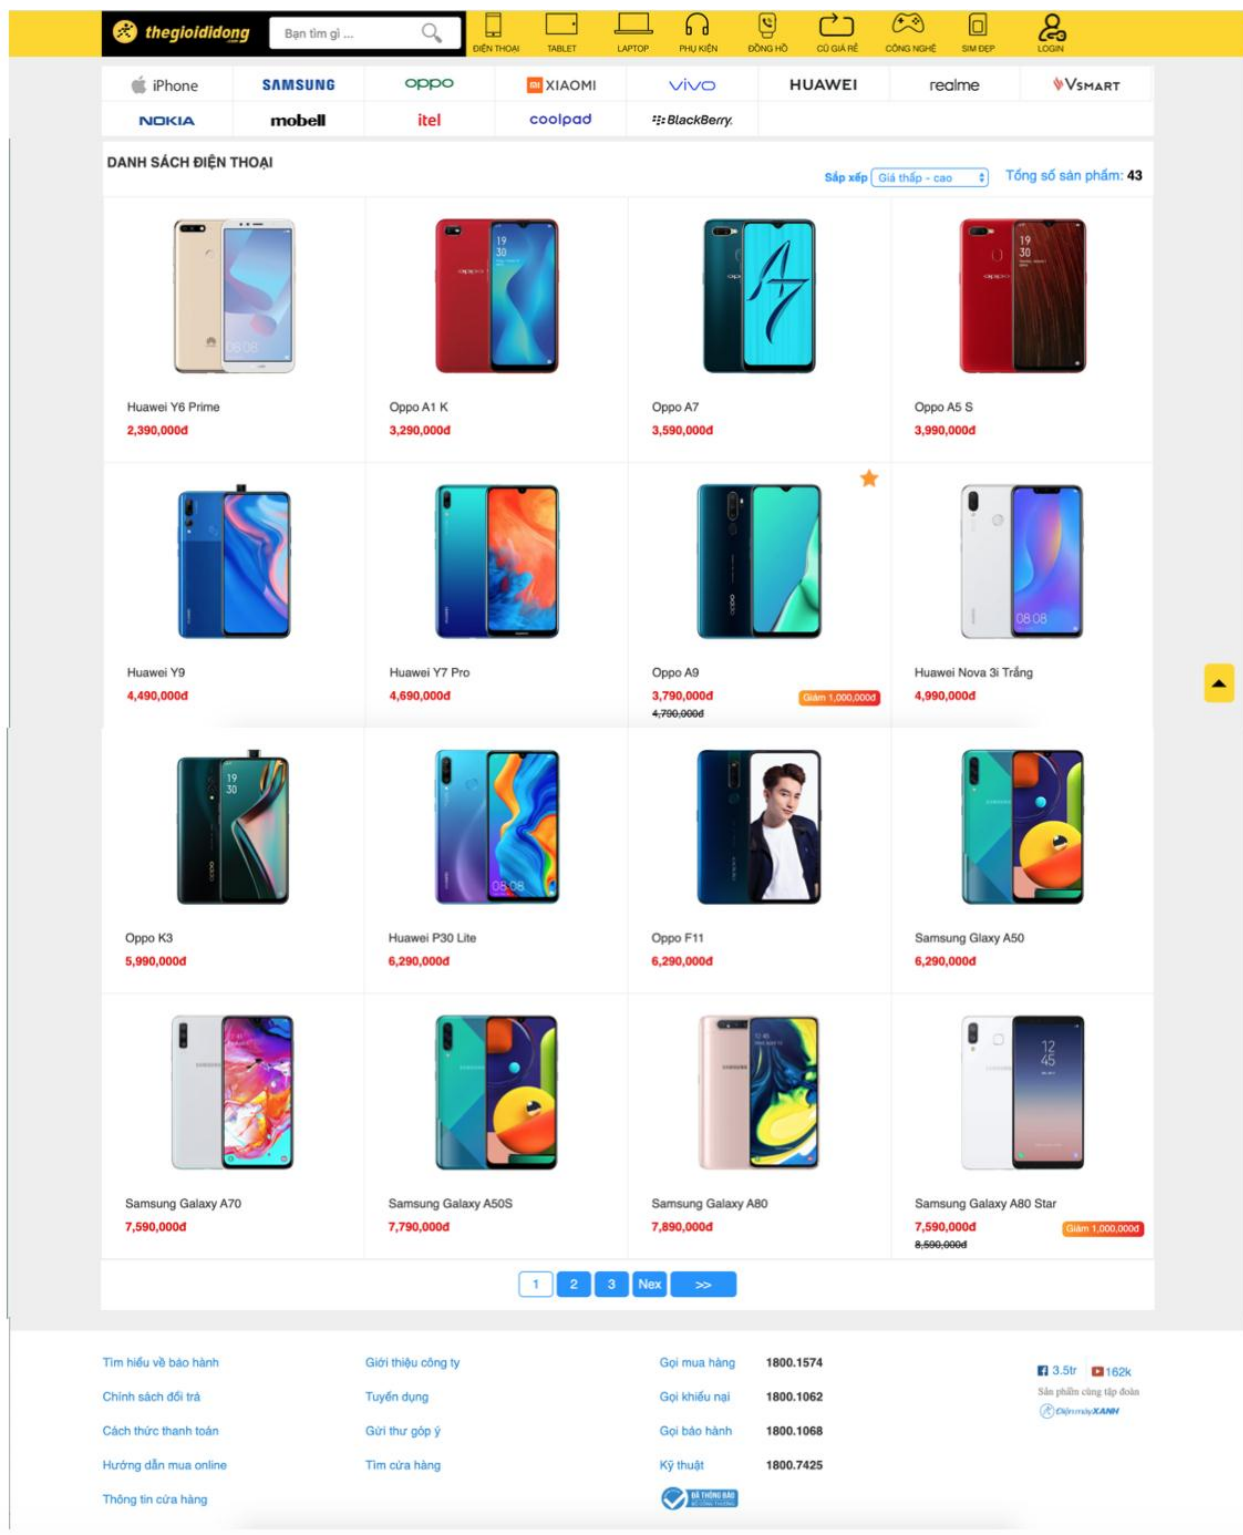 thegioididong
.com
Bạn tìm gì ...
ĐIỆN THOẠI
TABLET
LAPTOP
PHỤ KIỆN
ĐỒNG HỒ
CŨ GIÁ RẺ
CÔNG NGHỆ
SIM ĐẸP
LOGIN
iPhone
SAMSUNG
oppo
mi XIAOMI
vivo
HUAWEI
realme
VSMART
NOKIA
mobell
itel
coolpad
BlackBerry.
DANH SÁCH ĐIỆN THOẠI
Sắp xếp Giá thấp - cao
Tổng số sản phẩm: 43
Huawei Y6 Prime
2,390,000đ
Oppo A1 K
3,290,000đ
Oppo A7
3,590,000đ
Oppo A5 S
3,990,000đ
Huawei Y9
4,490,000đ
Huawei Y7 Pro
4,690,000đ
Oppo A9
3,790,000đ
Giảm 1,000,000đ
4,790,000đ
Huawei Nova 3i Trắng
4,990,000đ
Oppo K3
5,990,000đ
Huawei P30 Lite
6,290,000đ
Oppo F11
6,290,000đ
Samsung Glaxy A50
6,290,000đ
Samsung Galaxy A70
7,590,000đ
Samsung Galaxy A50S
7,790,000đ
Samsung Galaxy A80
7,890,000đ
Samsung Galaxy A80 Star
7,590,000đ
Giảm 1,000,000đ
8,590,000đ
1 2 3 Nex >>
Tìm hiểu về bảo hành
Chính sách đổi trả
Cách thức thanh toán
Hướng dẫn mua online
Thông tin cửa hàng
Giới thiệu công ty
Tuyển dụng
Gửi thư góp ý
Tìm cửa hàng
Gọi mua hàng 1800.1574
Gọi khiếu nại 1800.1062
Gọi bảo hành 1800.1068
Kỹ thuật 1800.7425
ĐÃ THÔNG BÁO
BỘ CÔNG THƯƠNG
3.5tr 162k
Sản phẩm cùng tập đoàn
Điện máy XANH